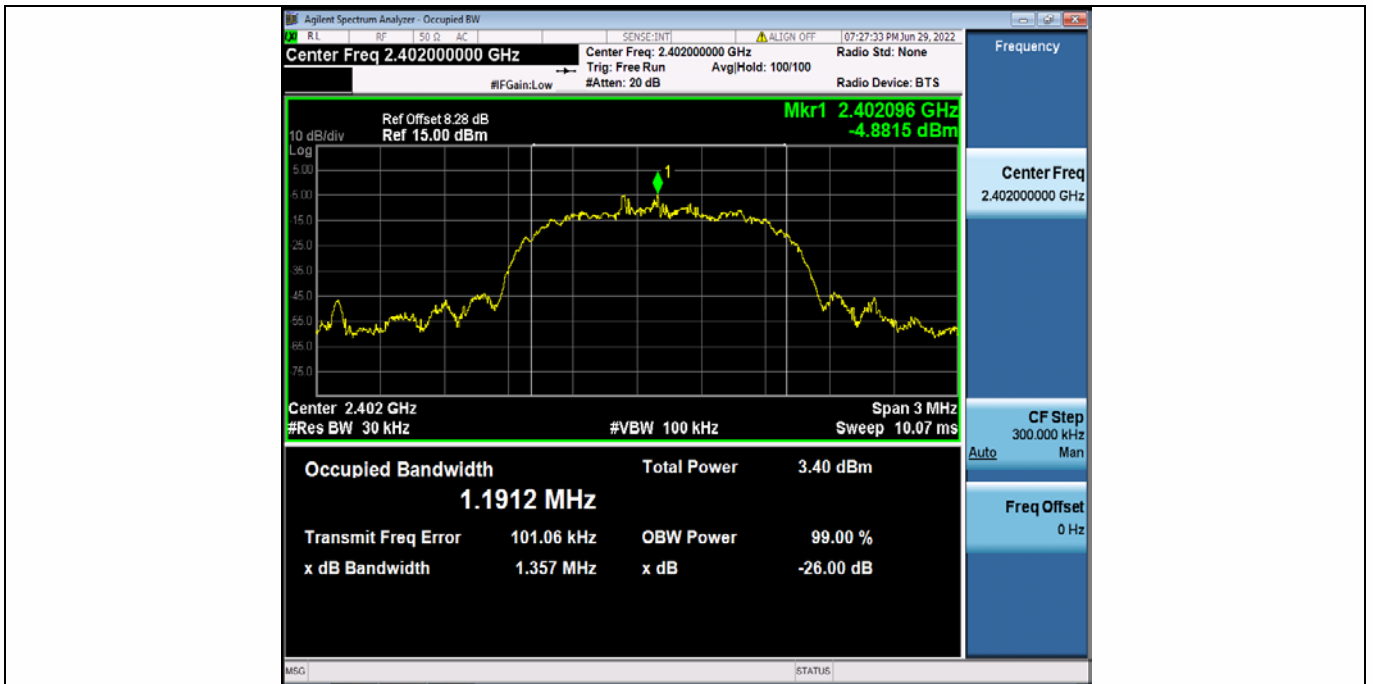 Agilent Spectrum Analyzer - Occupied BW
RL RF 50 Ω AC SENSE:INT ALIGN OFF 07:27:33 PM Jun 29, 2022
Center Freq 2.402000000 GHz
Center Freq: 2.402000000 GHz Radio Std: None
Trig: Free Run Avg|Hold: 100/100
#IFGain:Low #Atten: 20 dB Radio Device: BTS
Frequency
Mkr1 2.402096 GHz
-4.8815 dBm
Ref Offset 8.28 dB
10 dB/div Ref 15.00 dBm
Log
5.00
-5.00
-15.0
-25.0
-35.0
-45.0
-55.0
-65.0
-75.0
1
Center 2.402 GHz Span 3 MHz
#Res BW 30 kHz #VBW 100 kHz Sweep 10.07 ms
Center Freq
2.402000000 GHz
CF Step
300.000 kHz
Auto Man
Freq Offset
0 Hz
Occupied Bandwidth Total Power 3.40 dBm
1.1912 MHz
Transmit Freq Error 101.06 kHz OBW Power 99.00 %
x dB Bandwidth 1.357 MHz x dB -26.00 dB
MSG STATUS